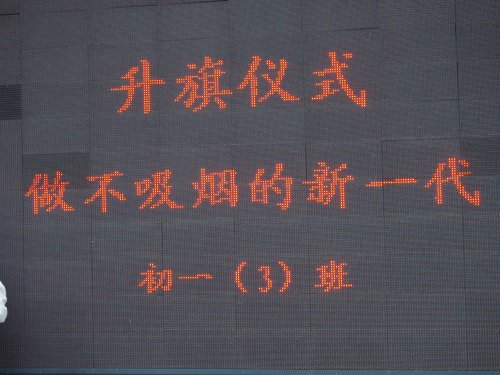 升旗仪式
做不吸烟的新一代
初一（3）班